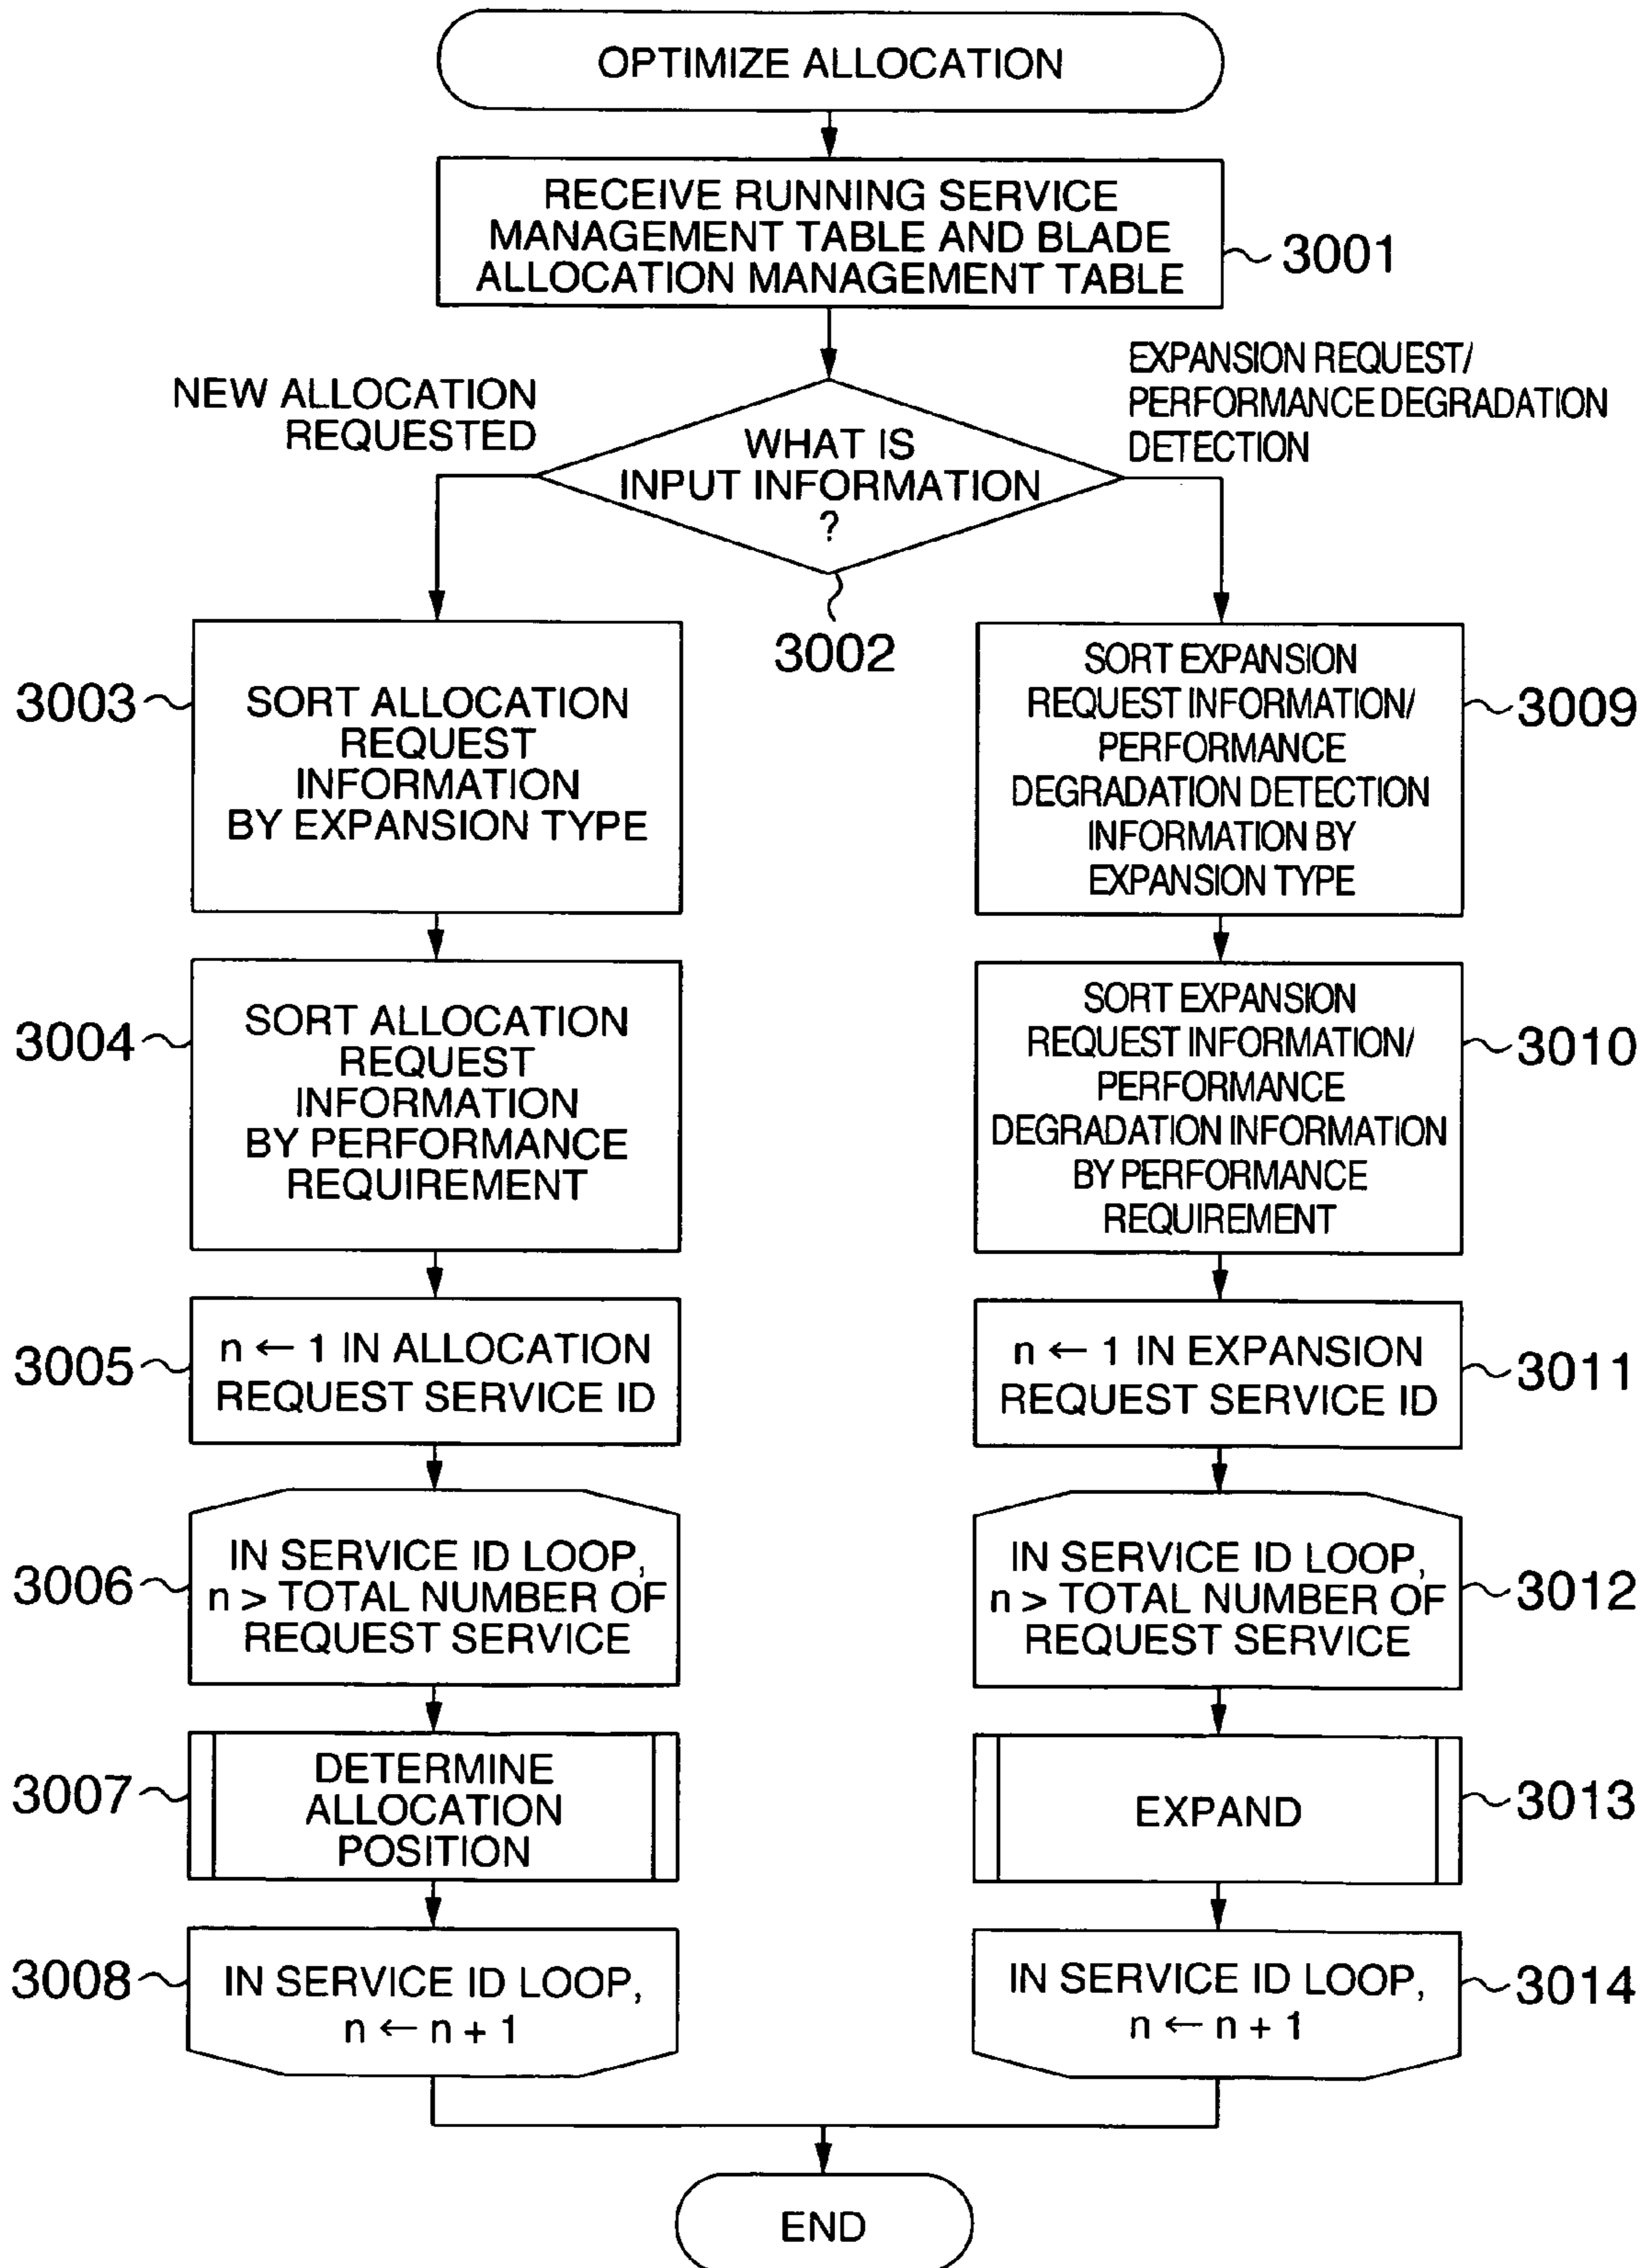 OPTIMIZE ALLOCATION
RECEIVE RUNNING SERVICE
MANAGEMENT TABLE AND BLADE
ALLOCATION MANAGEMENT TABLE
3001
NEW ALLOCATION
REQUESTED
EXPANSION REQUEST/
PERFORMANCE DEGRADATION
DETECTION
WHAT IS
INPUT INFORMATION
?
3002
3003
SORT ALLOCATION
REQUEST
INFORMATION
BY EXPANSION TYPE
3004
SORT ALLOCATION
REQUEST
INFORMATION
BY PERFORMANCE
REQUIREMENT
3005
n ← 1 IN ALLOCATION
REQUEST SERVICE ID
3006
IN SERVICE ID LOOP,
n > TOTAL NUMBER OF
REQUEST SERVICE
3007
DETERMINE
ALLOCATION
POSITION
3008
IN SERVICE ID LOOP,
n ← n + 1
SORT EXPANSION
REQUEST INFORMATION/
PERFORMANCE
DEGRADATION DETECTION
INFORMATION BY
EXPANSION TYPE
3009
SORT EXPANSION
REQUEST INFORMATION/
PERFORMANCE
DEGRADATION INFORMATION
BY PERFORMANCE
REQUIREMENT
3010
n ← 1 IN EXPANSION
REQUEST SERVICE ID
3011
IN SERVICE ID LOOP,
n > TOTAL NUMBER OF
REQUEST SERVICE
3012
EXPAND
3013
IN SERVICE ID LOOP,
n ← n + 1
3014
END